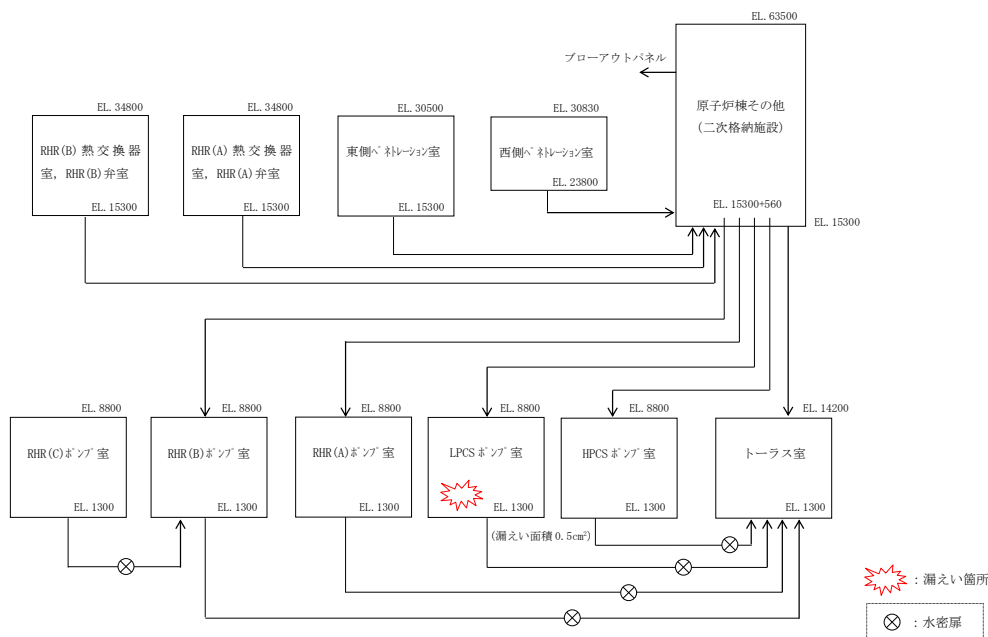 EL. 63500
ブローアウトパネル
原子炉棟その他
(二次格納施設)
EL. 34800
EL. 34800
EL. 30500
EL. 30830
RHR(B) 熱交換器
室，RHR(B)弁室
RHR(A) 熱交換器
室，RHR(A)弁室
東側ペネトレーション室
西側ペネトレーション室
EL. 23800
EL. 15300
EL. 15300
EL. 15300
EL. 15300+560
EL. 15300
EL. 8800
EL. 8800
EL. 8800
EL. 8800
EL. 8800
EL. 14200
RHR(C)ポンプ室
RHR(B)ポンプ室
RHR(A)ポンプ室
LPCSポンプ室
HPCSポンプ室
トーラス室
EL. 1300
EL. 1300
EL. 1300
EL. 1300
EL. 1300
EL. 1300
(漏えい面積 0.5cm²)
：漏えい箇所
：水密扉